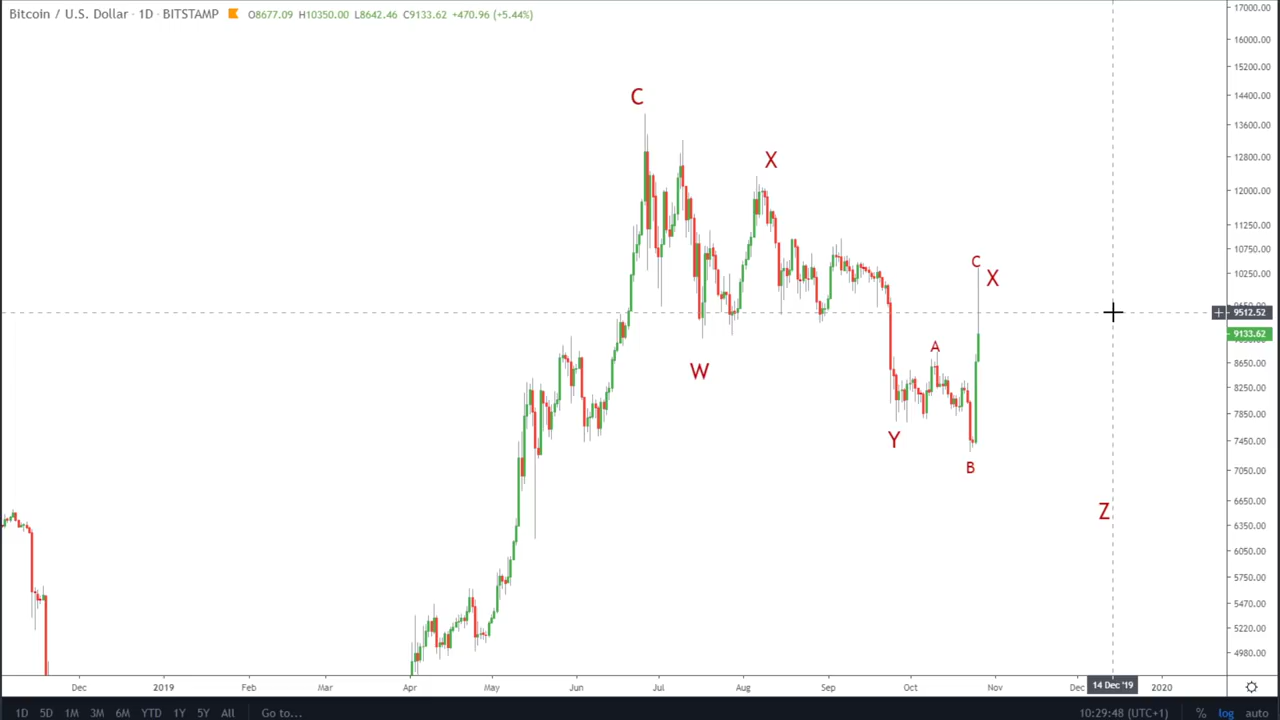 Bitcoin / U.S. Dollar · 1D · BITSTAMP O8677.09 H10350.00 L8642.46 C9133.62 +470.96 (+5.44%)
17000.00
16000.00
15200.00
14400.00
C
13600.00
12800.00
X
12000.00
11250.00
10750.00
C
10250.00
X
9512.52
9133.62
A
8650.00
W
8250.00
7850.00
Y
7450.00
B
7050.00
6650.00
Z
6350.00
6050.00
5750.00
5470.00
5220.00
4980.00
Dec 2019 Feb Mar Apr May Jun Jul Aug Sep Oct Nov Dec 14 Dec '19 2020
1D 5D 1M 3M 6M YTD 1Y 5Y All Go to... 10:29:48 (UTC+1) % log auto